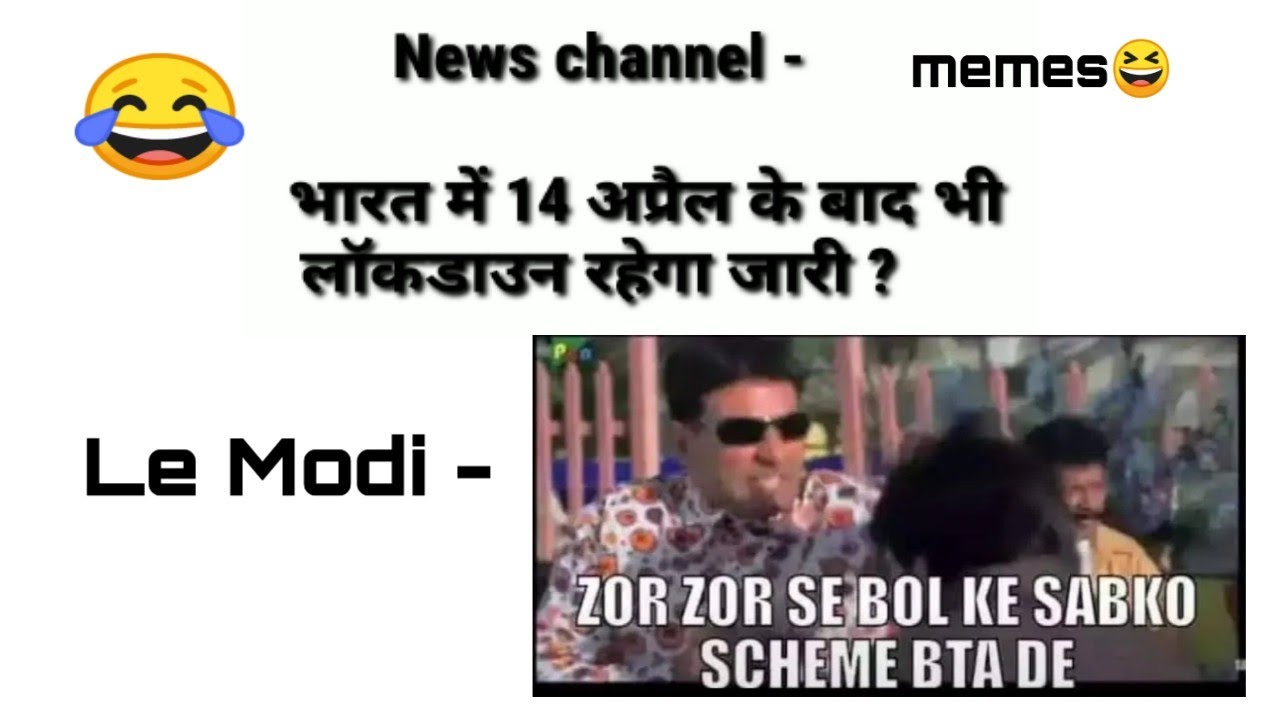 News channel -
memes😆
भारत में 14 अप्रैल के बाद भी
लॉकडाउन रहेगा जारी ?
Le Modi -
ZOR ZOR SE BOL KE SABKO
SCHEME BTA DE